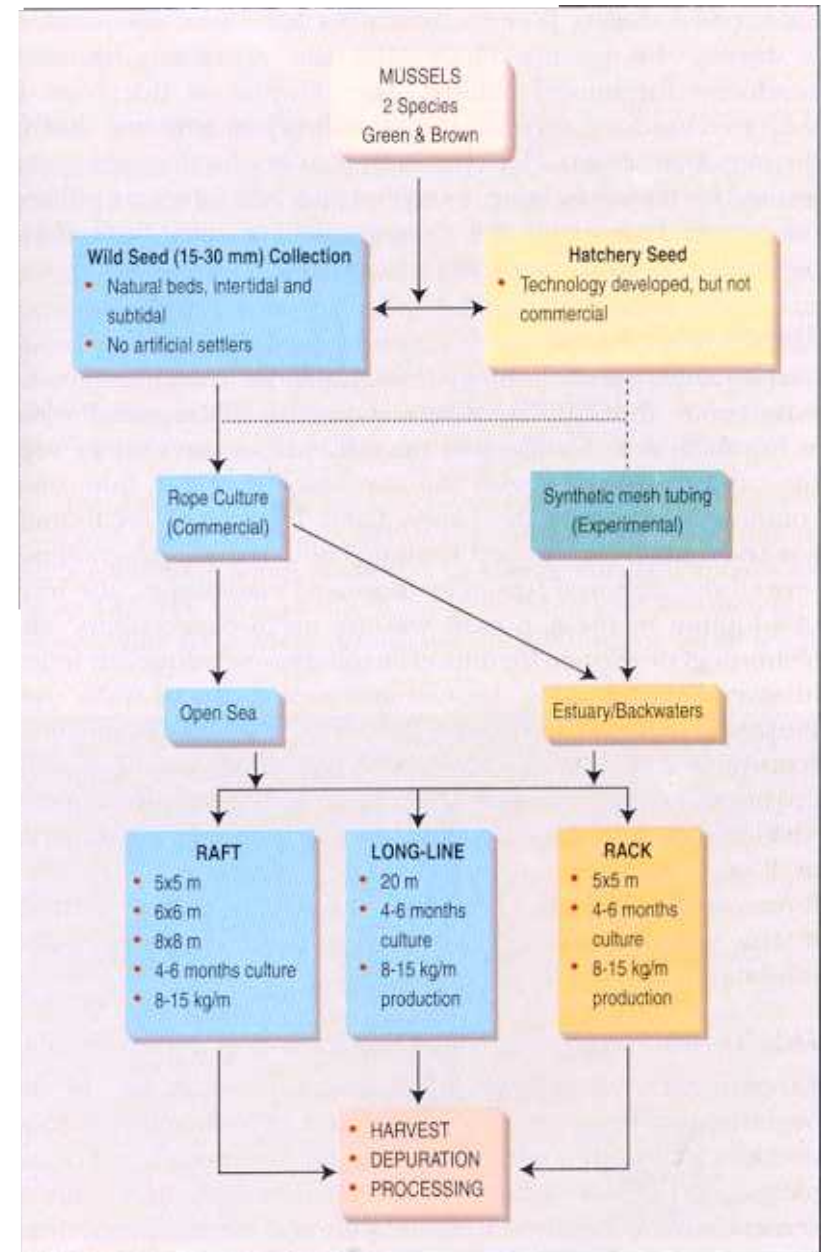 MUSSELS
2 Species
Green & Brown
Wild Seed (15-30 mm) Collection
• Natural beds, intertidal and
subtidal
• No artificial settlers
Hatchery Seed
• Technology developed, but not
commercial
Rope Culture
(Commercial)
Synthetic mesh tubing
(Experimental)
Open Sea
Estuary/Backwaters
RAFT
• 5x5 m
• 6x6 m
• 8x8 m
• 4-6 months culture
• 8-15 kg/m
LONG-LINE
• 20 m
• 4-6 months
culture
• 8-15 kg/m
production
RACK
• 5x5 m
• 4-6 months
culture
• 8-15 kg/m
production
• HARVEST
• DEPURATION
• PROCESSING